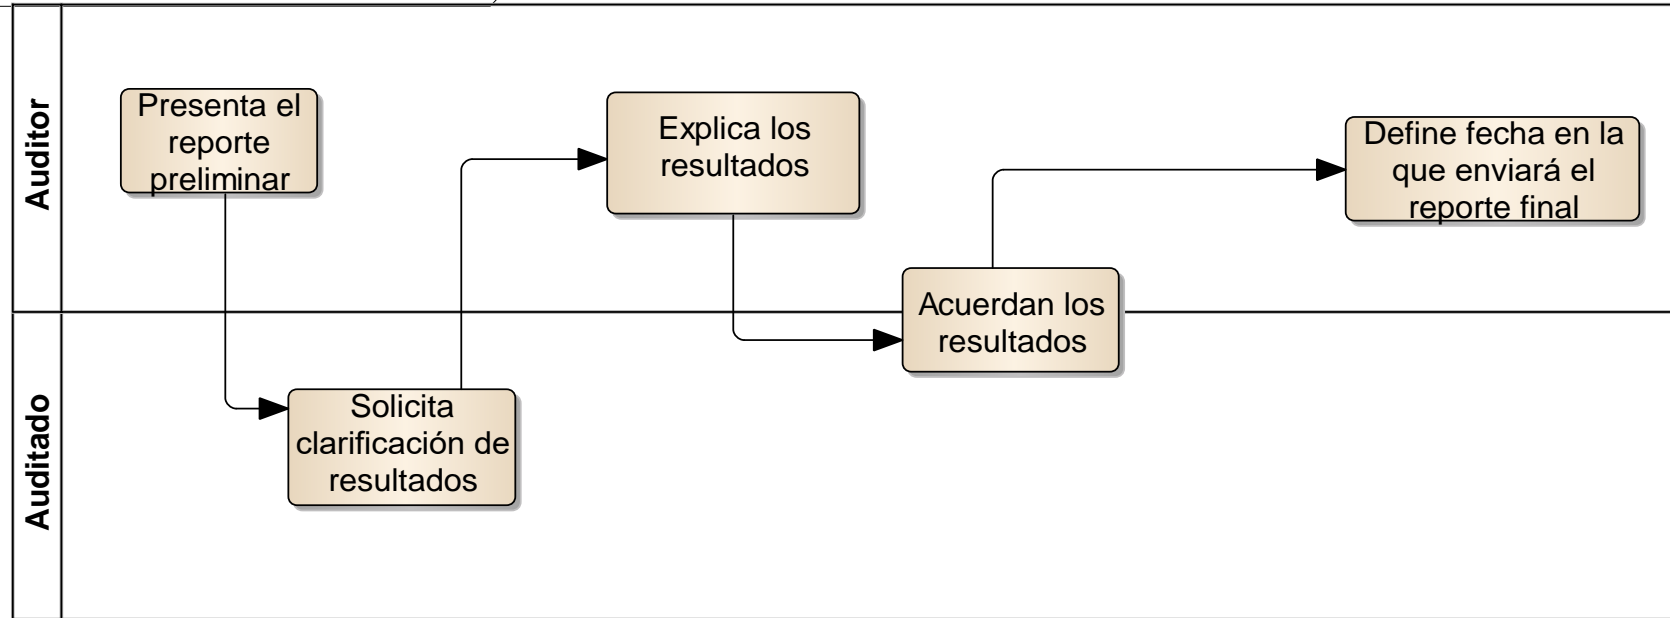 Auditor
Presenta el
reporte
preliminar
Explica los
resultados
Define fecha en la
que enviará el
reporte final
Acuerdan los
resultados
Auditado
Solicita
clarificación de
resultados